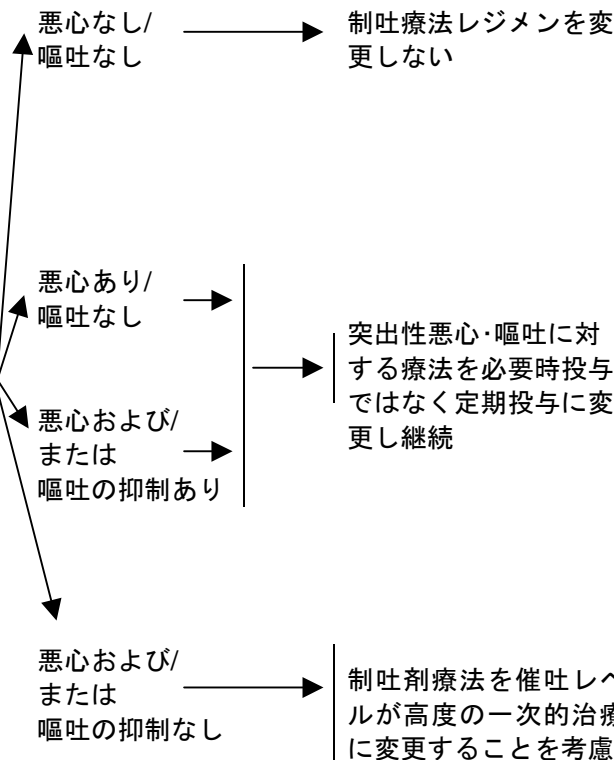 悪心なし/
嘔吐なし
制吐療法レジメンを変
更しない
悪心あり/
嘔吐なし
悪心および/
または
嘔吐の抑制あり
突出性悪心･嘔吐に対
する療法を必要時投与
ではなく定期投与に変
更し継続
悪心および/
または
嘔吐の抑制なし
制吐剤療法を催吐レベ
ルが高度の一次的治療
に変更することを考慮